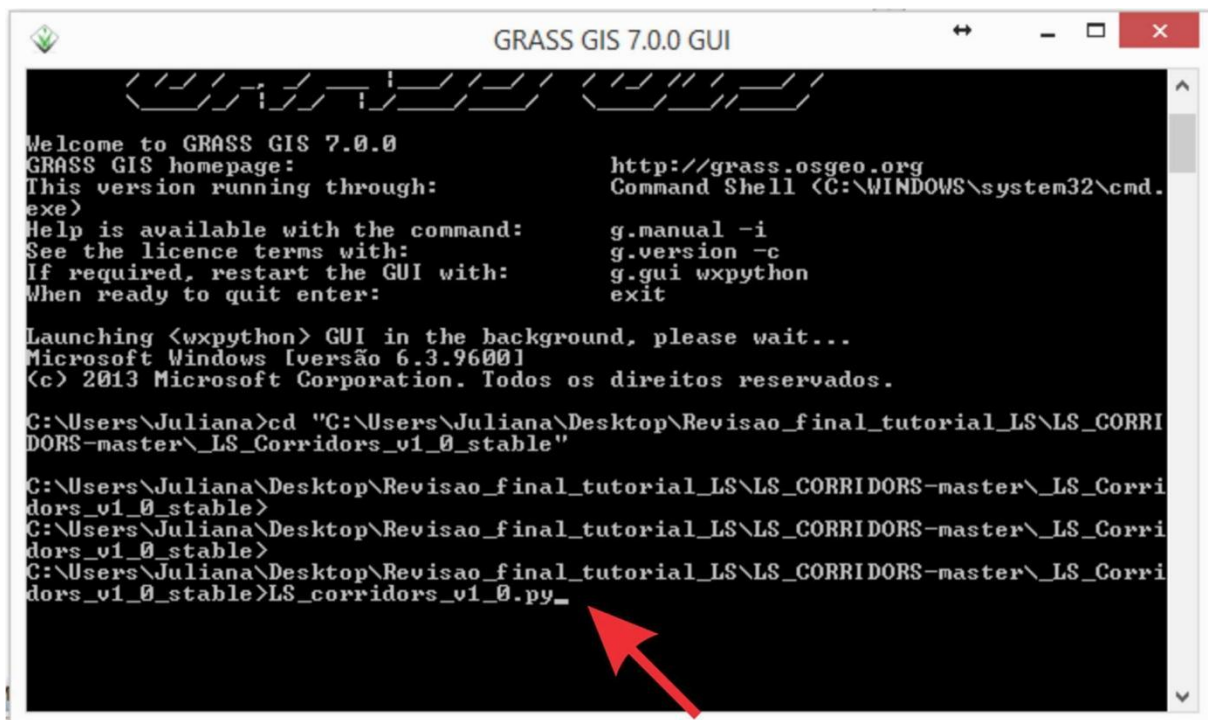 GRASS GIS 7.0.0 GUI
Welcome to GRASS GIS 7.0.0
GRASS GIS homepage: http://grass.osgeo.org
This version running through: Command Shell (C:\WINDOWS\system32\cmd.
exe)
Help is available with the command: g.manual -i
See the licence terms with: g.version -c
If required, restart the GUI with: g.gui wxpython
When ready to quit enter: exit
Launching <wxpython> GUI in the background, please wait...
Microsoft Windows [versão 6.3.9600]
(c) 2013 Microsoft Corporation. Todos os direitos reservados.
C:\Users\Juliana>cd "C:\Users\Juliana\Desktop\Revisao_final_tutorial_LS\LS_CORRI
DORS-master\_LS_Corridors_v1_0_stable"
C:\Users\Juliana\Desktop\Revisao_final_tutorial_LS\LS_CORRIDORS-master\_LS_Corri
dors_v1_0_stable>
C:\Users\Juliana\Desktop\Revisao_final_tutorial_LS\LS_CORRIDORS-master\_LS_Corri
dors_v1_0_stable>
C:\Users\Juliana\Desktop\Revisao_final_tutorial_LS\LS_CORRIDORS-master\_LS_Corri
dors_v1_0_stable>LS_corridors_v1_0.py_